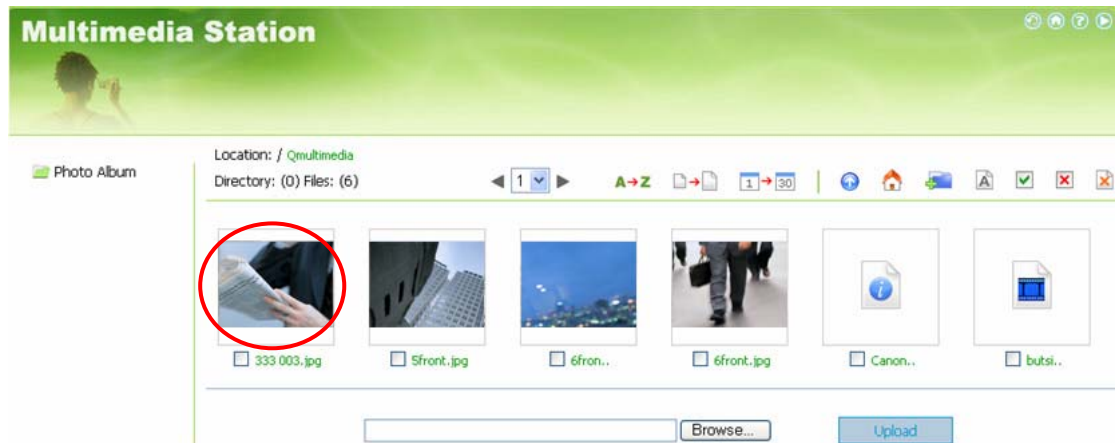 Multimedia Station
Photo Album
Location: / Qmultimedia
Directory: (0) Files: (6)
1
A→Z
1→30
A
333 003.jpg
5front.jpg
6fron..
6front.jpg
Canon..
butsi..
Browse...
Upload